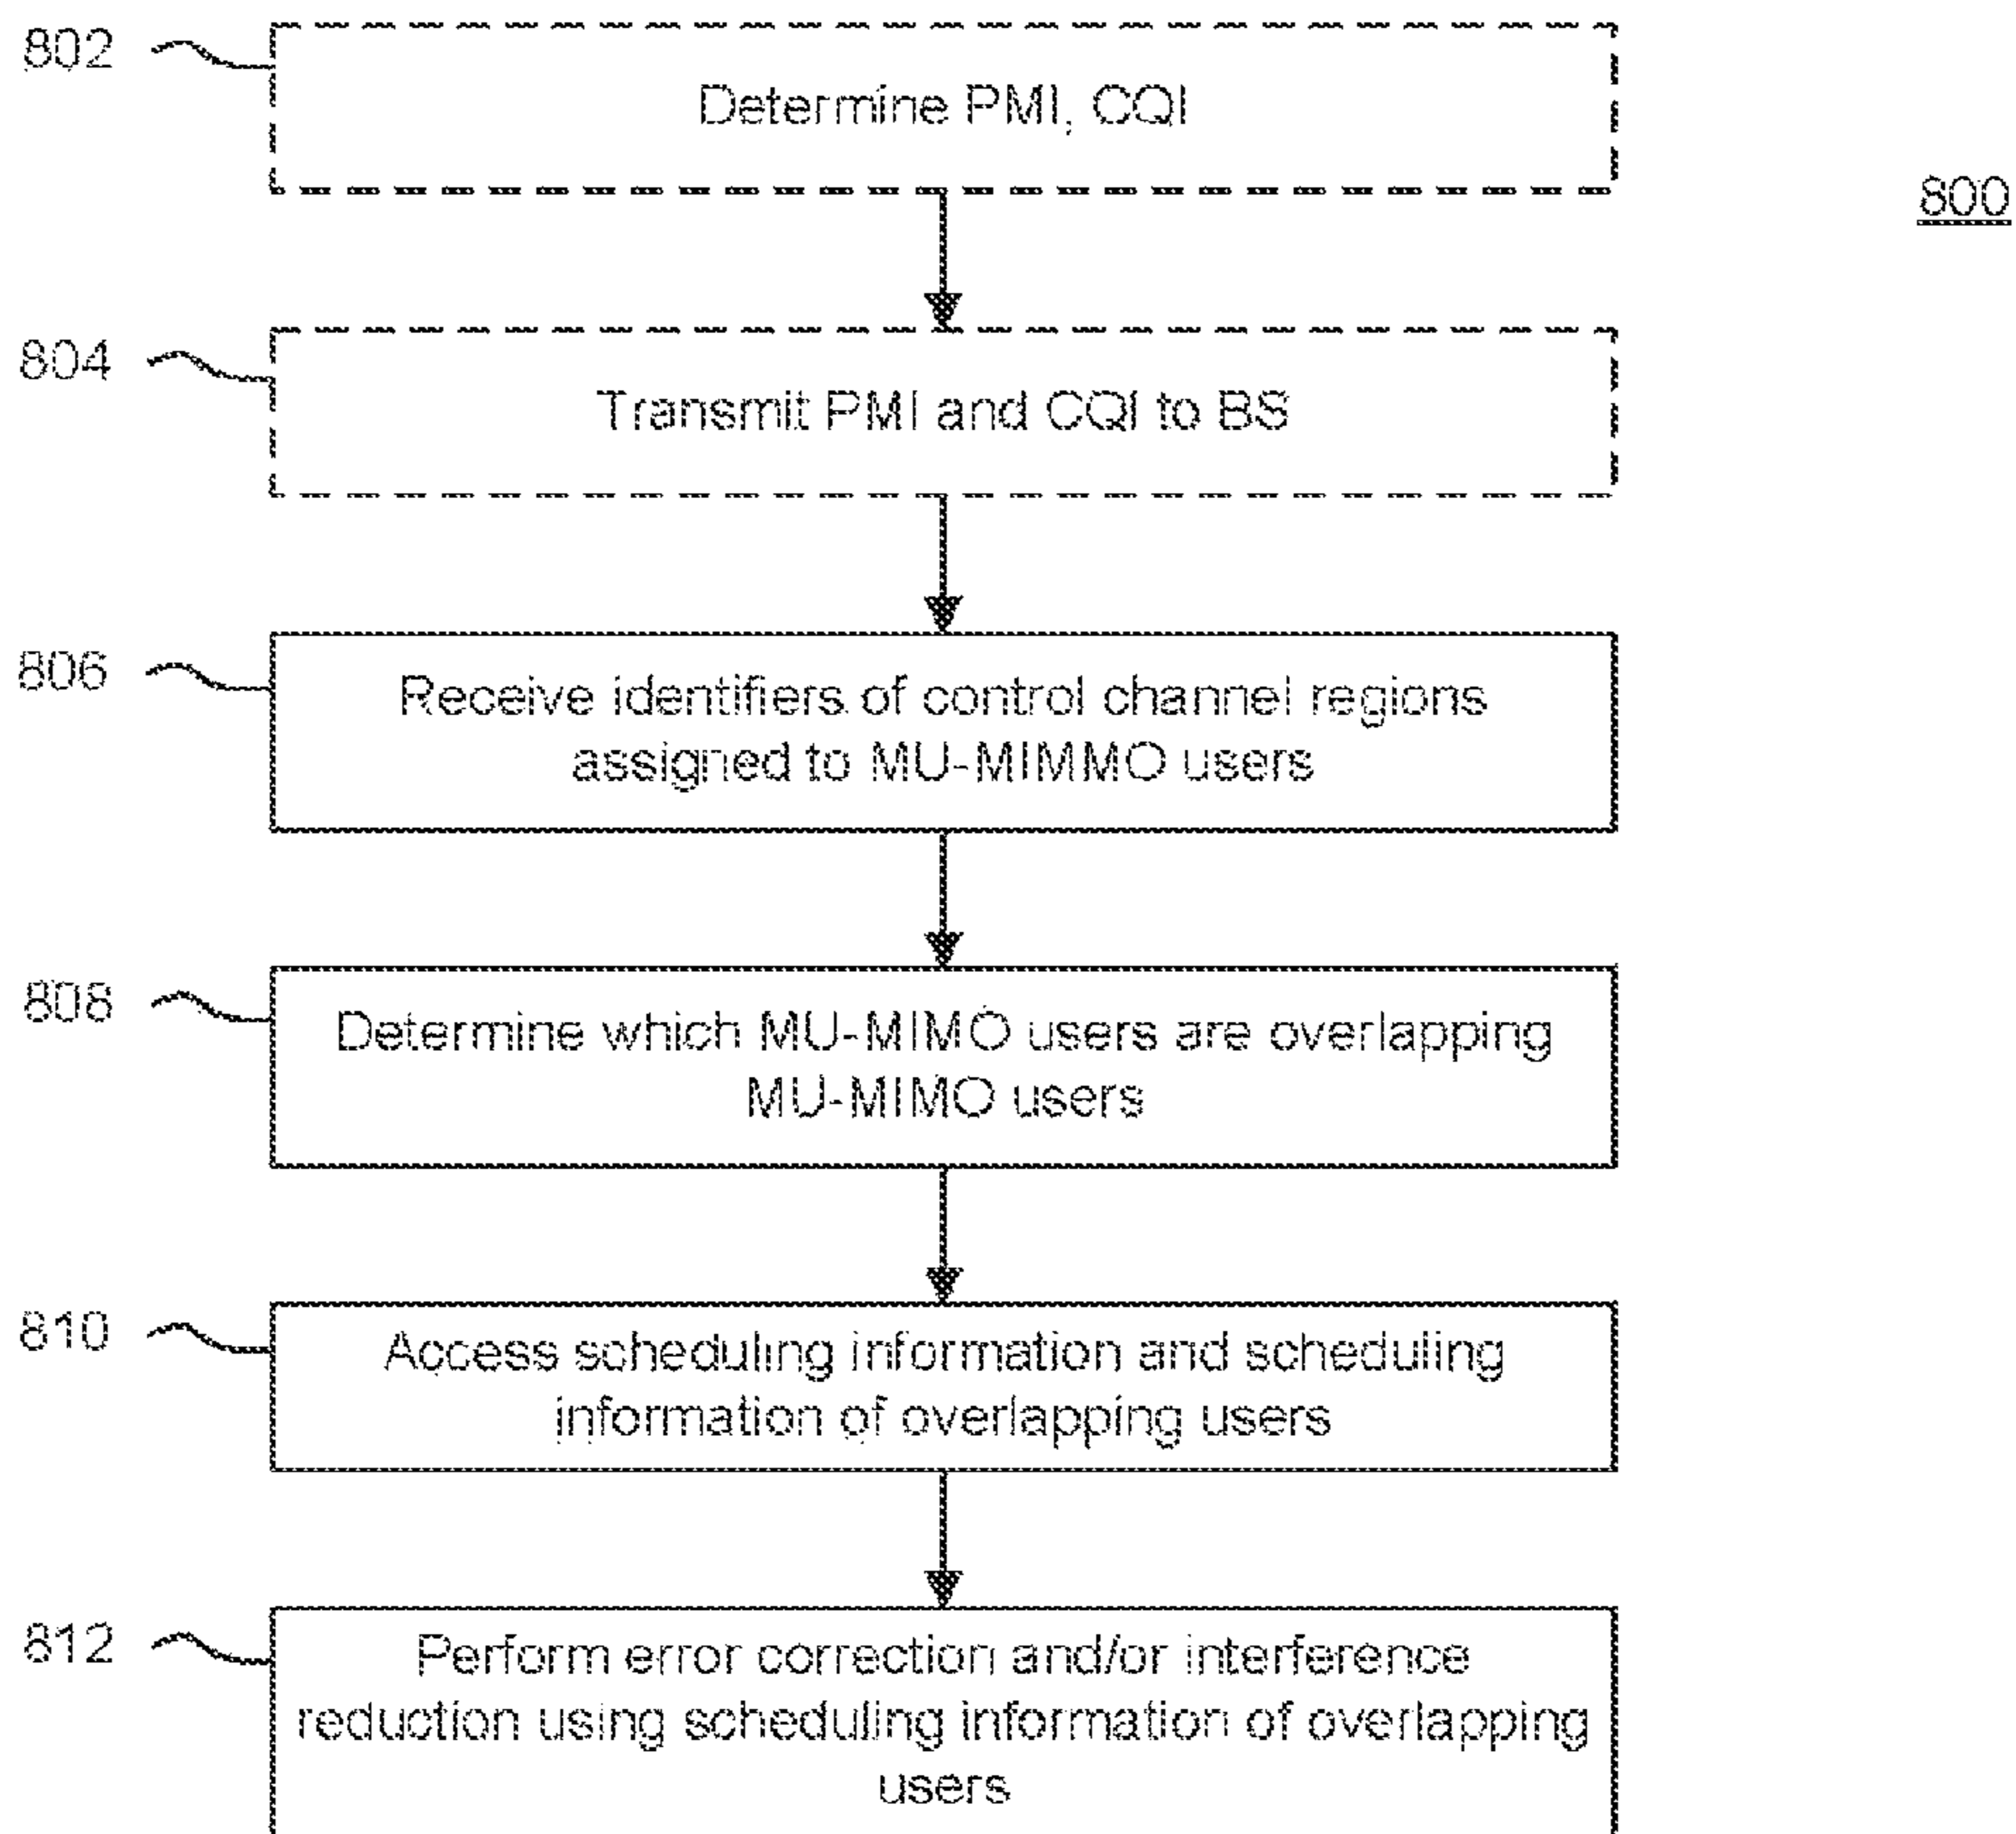 802
Determine PMI, CQI
800
804
Transmit PMI and CQI to BS
806
Receive identifiers of control channel regions
assigned to MU-MIMMO users
808
Determine which MU-MIMO users are overlapping
MU-MIMO users
810
Access scheduling information and scheduling
information of overlapping users
812
Perform error correction and/or interference
reduction using scheduling information of overlapping
users